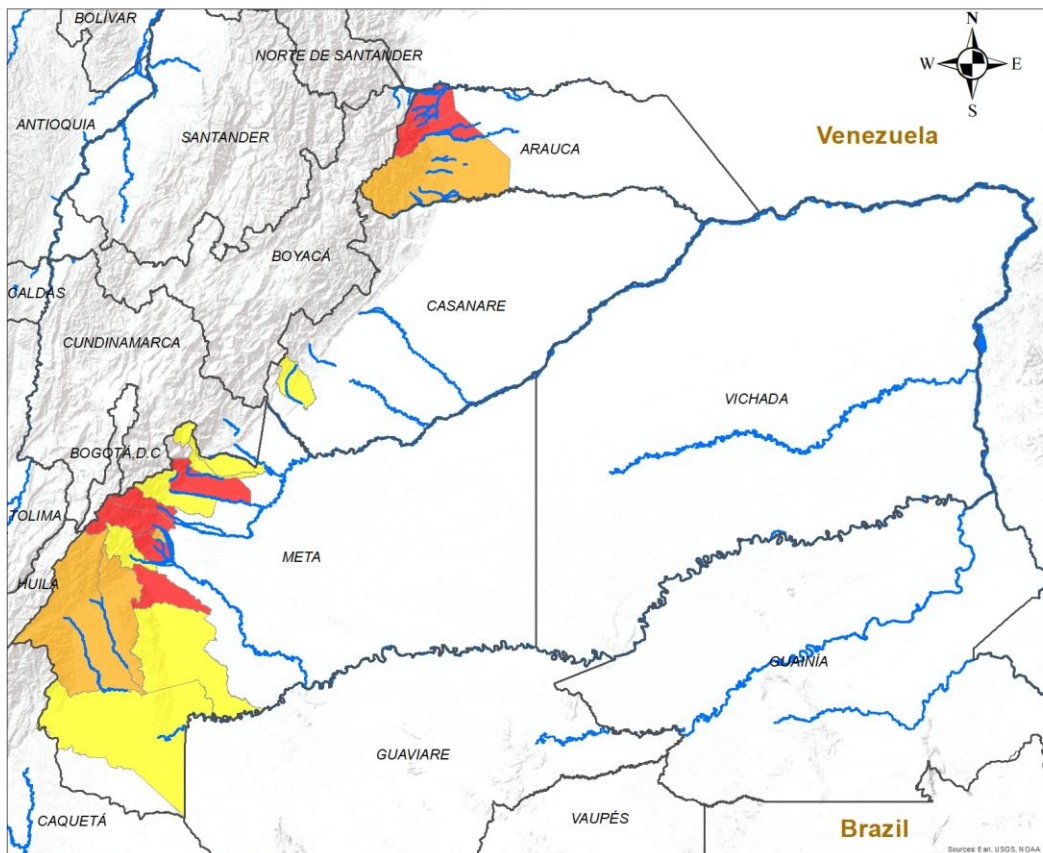 BOLÍVAR
NORTE DE SANTANDER
N
W
E
S
ANTIOQUIA
SANTANDER
ARAUCA
Venezuela
BOYACÁ
CALDAS
CASANARE
CUNDINAMARCA
VICHADA
BOGOTÁ,D.C
TOLIMA
META
HUILA
GUAINÍA
GUAVIARE
CAQUETÁ
VAUPÉS
Brazil
Sources: Esri, USGS, NOAA